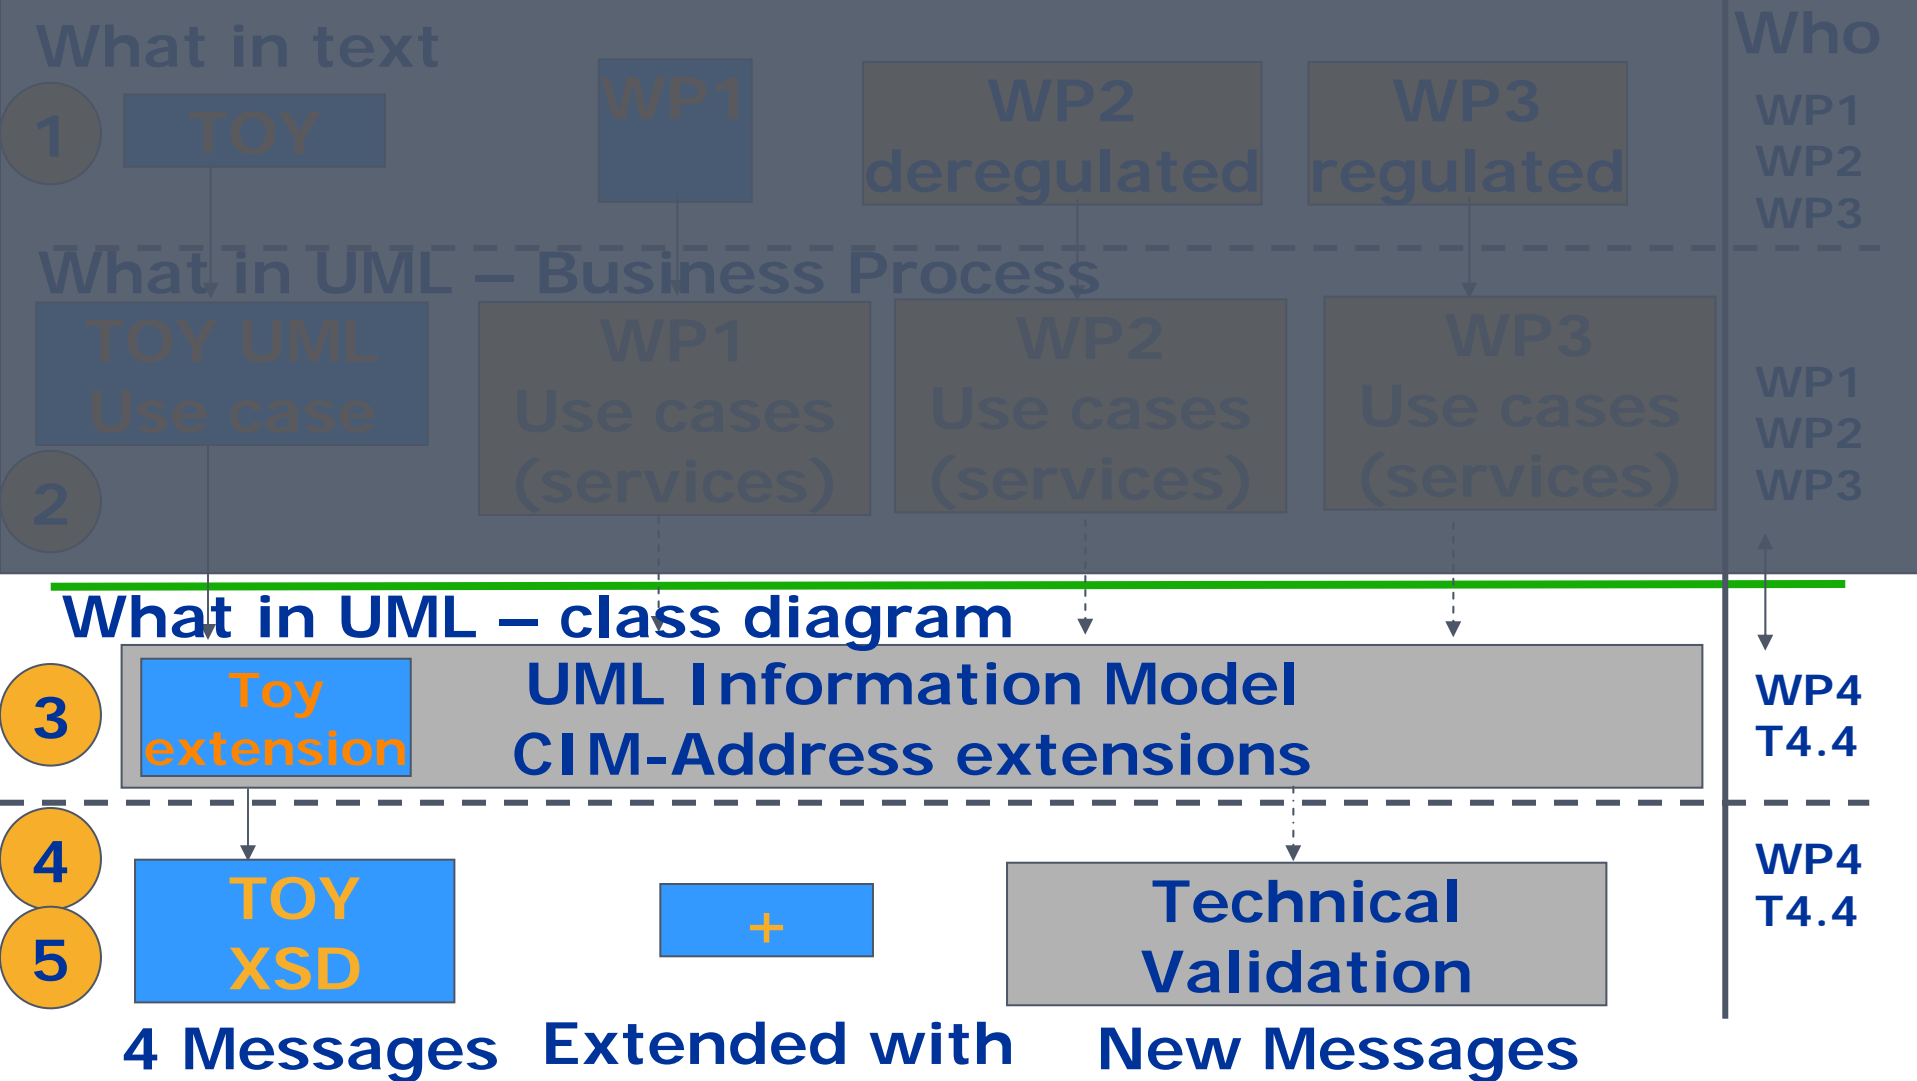 What in text
Who
1
TOY
WP1
WP2
deregulated
WP3
regulated
WP1
WP2
WP3
What in UML – Business Process
TOY UML
Use case
WP1
Use cases
(services)
WP2
Use cases
(services)
WP3
Use cases
(services)
WP1
WP2
WP3
2
What in UML – class diagram
3
Toy
extension
UML Information Model
CIM-Address extensions
WP4
T4.4
4
5
TOY
XSD
+
Technical
Validation
WP4
T4.4
4 Messages
Extended with
New Messages